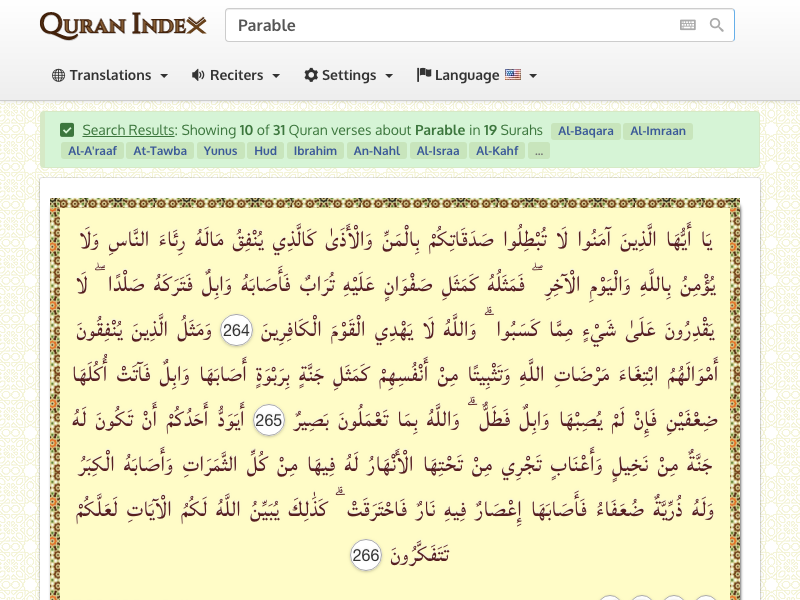 QURAN INDEX
Parable
Translations Reciters Settings Language
Search Results: Showing 10 of 31 Quran verses about Parable in 19 Surahs Al-Baqara Al-Imraan
Al-A'raaf At-Tawba Yunus Hud Ibrahim An-Nahl Al-Israa Al-Kahf ...
يَا أَيُّهَا الَّذِينَ آمَنُوا لَا تُبْطِلُوا صَدَقَاتِكُمْ بِالْمَنِّ وَالْأَذَىٰ كَالَّذِي يُنْفِقُ مَالَهُ رِئَاءَ النَّاسِ وَلَا
يُؤْمِنُ بِاللَّهِ وَالْيَوْمِ الْآخِرِ ۖ فَمَثَلُهُ كَمَثَلِ صَفْوَانٍ عَلَيْهِ تُرَابٌ فَأَصَابَهُ وَابِلٌ فَتَرَكَهُ صَلْدًا ۖ لَا
يَقْدِرُونَ عَلَىٰ شَيْءٍ مِمَّا كَسَبُوا ۗ وَاللَّهُ لَا يَهْدِي الْقَوْمَ الْكَافِرِينَ 264 وَمَثَلُ الَّذِينَ يُنْفِقُونَ
أَمْوَالَهُمُ ابْتِغَاءَ مَرْضَاتِ اللَّهِ وَتَثْبِيتًا مِنْ أَنْفُسِهِمْ كَمَثَلِ جَنَّةٍ بِرَبْوَةٍ أَصَابَهَا وَابِلٌ فَآتَتْ أُكُلَهَا
ضِعْفَيْنِ فَإِنْ لَمْ يُصِبْهَا وَابِلٌ فَطَلٌّ ۗ وَاللَّهُ بِمَا تَعْمَلُونَ بَصِيرٌ 265 أَيَوَدُّ أَحَدُكُمْ أَنْ تَكُونَ لَهُ
جَنَّةٌ مِنْ نَخِيلٍ وَأَعْنَابٍ تَجْرِي مِنْ تَحْتِهَا الْأَنْهَارُ لَهُ فِيهَا مِنْ كُلِّ الثَّمَرَاتِ وَأَصَابَهُ الْكِبَرُ
وَلَهُ ذُرِّيَّةٌ ضُعَفَاءُ فَأَصَابَهَا إِعْصَارٌ فِيهِ نَارٌ فَاحْتَرَقَتْ ۗ كَذَٰلِكَ يُبَيِّنُ اللَّهُ لَكُمُ الْآيَاتِ لَعَلَّكُمْ
تَتَفَكَّرُونَ 266